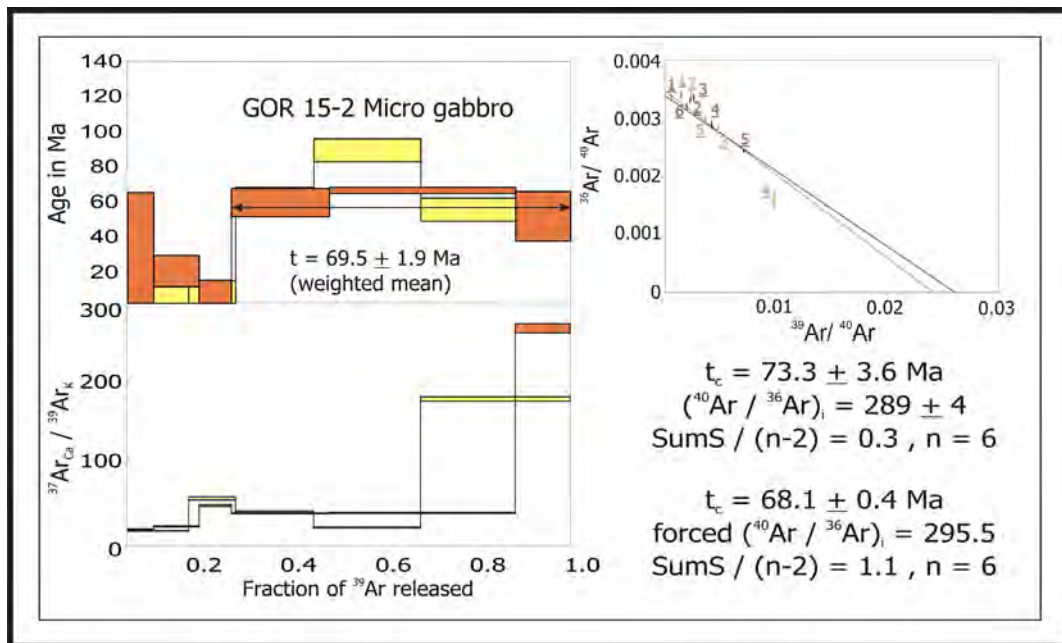 140
120
100
80
60
40
20
Age in Ma
GOR 15-2 Micro gabbro
t = 69.5 ± 1.9 Ma
(weighted mean)
300
200
100
0
³⁷Ar_Ca / ³⁹Ar_K
0.2
0.4
0.6
0.8
1.0
Fraction of ³⁹Ar released
0.004
0.003
0.002
0.001
0
³⁶Ar/ ⁴⁰Ar
3
4
5
0.01
0.02
0.03
³⁹Ar/ ⁴⁰Ar
t_c = 73.3 ± 3.6 Ma
(⁴⁰Ar / ³⁶Ar)_i = 289 ± 4
SumS / (n-2) = 0.3 , n = 6
t_c = 68.1 ± 0.4 Ma
forced (⁴⁰Ar / ³⁶Ar)_i = 295.5
SumS / (n-2) = 1.1 , n = 6